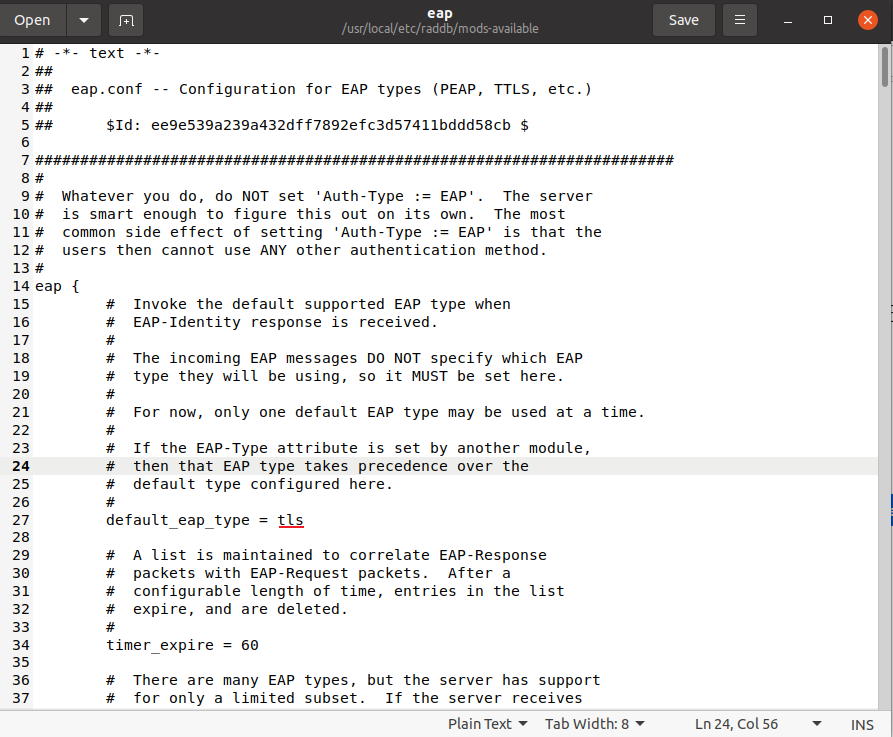 Open
eap
/usr/local/etc/raddb/mods-available
Save
1 # -*- text -*-
2 ##
3 ##  eap.conf -- Configuration for EAP types (PEAP, TTLS, etc.)
4 ##
5 ##      $Id: ee9e539a239a432dff7892efc3d57411bddd58cb $
6
7 #######################################################################
8 #
9 #  Whatever you do, do NOT set 'Auth-Type := EAP'.  The server
10 #  is smart enough to figure this out on its own.  The most
11 #  common side effect of setting 'Auth-Type := EAP' is that the
12 #  users then cannot use ANY other authentication method.
13 #
14 eap {
15         #  Invoke the default supported EAP type when
16         #  EAP-Identity response is received.
17         #
18         #  The incoming EAP messages DO NOT specify which EAP
19         #  type they will be using, so it MUST be set here.
20         #
21         #  For now, only one default EAP type may be used at a time.
22         #
23         #  If the EAP-Type attribute is set by another module,
24         #  then that EAP type takes precedence over the
25         #  default type configured here.
26         #
27         default_eap_type = tls
28
29         #  A list is maintained to correlate EAP-Response
30         #  packets with EAP-Request packets.  After a
31         #  configurable length of time, entries in the list
32         #  expire, and are deleted.
33         #
34         timer_expire = 60
35
36         #  There are many EAP types, but the server has support
37         #  for only a limited subset.  If the server receives
Plain Text Tab Width: 8 Ln 24, Col 56 INS